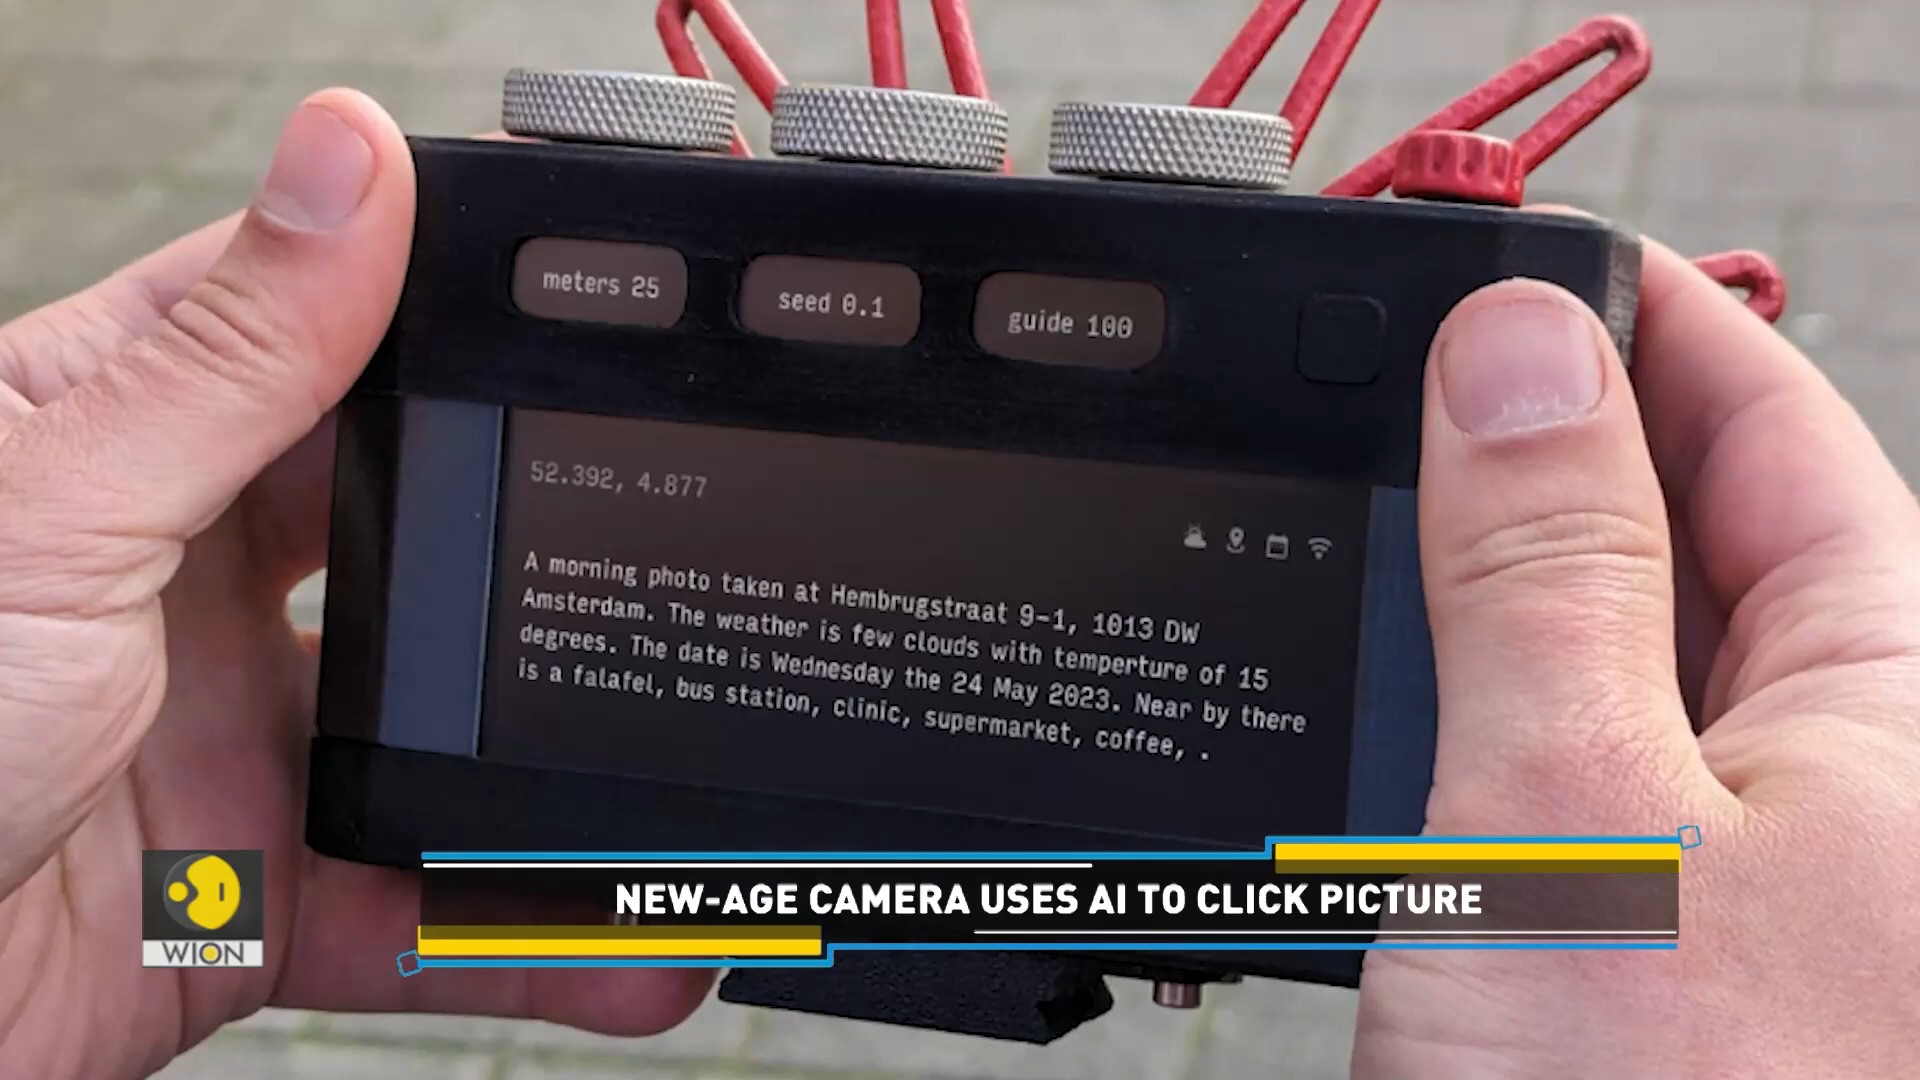 meters 25
seed 0.1
guide 100
52.392, 4.877
A morning photo taken at Hembrugstraat 9-1, 1013 DW
Amsterdam. The weather is few clouds with temperture of 15
degrees. The date is Wednesday the 24 May 2023. Near by there
is a falafel, bus station, clinic, supermarket, coffee, .
NEW-AGE CAMERA USES AI TO CLICK PICTURE
WION